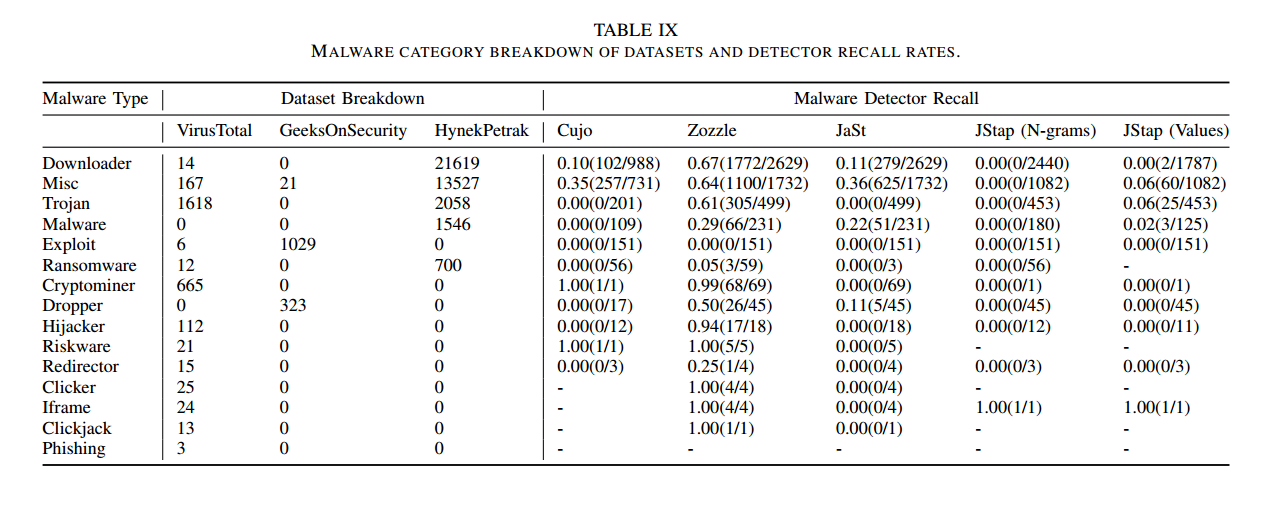 TABLE IX
MALWARE CATEGORY BREAKDOWN OF DATASETS AND DETECTOR RECALL RATES.
Malware Type Dataset Breakdown Malware Detector Recall
VirusTotal GeeksOnSecurity HynekPetrak Cujo Zozzle JaSt JStap (N-grams) JStap (Values)
Downloader 14 0 21619 0.10(102/988) 0.67(1772/2629) 0.11(279/2629) 0.00(0/2440) 0.00(2/1787)
Misc 167 21 13527 0.35(257/731) 0.64(1100/1732) 0.36(625/1732) 0.00(0/1082) 0.06(60/1082)
Trojan 1618 0 2058 0.00(0/201) 0.61(305/499) 0.00(0/499) 0.00(0/453) 0.06(25/453)
Malware 0 0 1546 0.00(0/109) 0.29(66/231) 0.22(51/231) 0.00(0/180) 0.02(3/125)
Exploit 6 1029 0 0.00(0/151) 0.00(0/151) 0.00(0/151) 0.00(0/151) 0.00(0/151)
Ransomware 12 0 700 0.00(0/56) 0.05(3/59) 0.00(0/3) 0.00(0/56) -
Cryptominer 665 0 0 1.00(1/1) 0.99(68/69) 0.00(0/69) 0.00(0/1) 0.00(0/1)
Dropper 0 323 0 0.00(0/17) 0.50(26/45) 0.11(5/45) 0.00(0/45) 0.00(0/45)
Hijacker 112 0 0 0.00(0/12) 0.94(17/18) 0.00(0/18) 0.00(0/12) 0.00(0/11)
Riskware 21 0 0 1.00(1/1) 1.00(5/5) 0.00(0/5) - -
Redirector 15 0 0 0.00(0/3) 0.25(1/4) 0.00(0/4) 0.00(0/3) 0.00(0/3)
Clicker 25 0 0 - 1.00(4/4) 0.00(0/4) - -
Iframe 24 0 0 - 1.00(4/4) 0.00(0/4) 1.00(1/1) 1.00(1/1)
Clickjack 13 0 0 - 1.00(1/1) 0.00(0/1) - -
Phishing 3 0 0 - - - - -